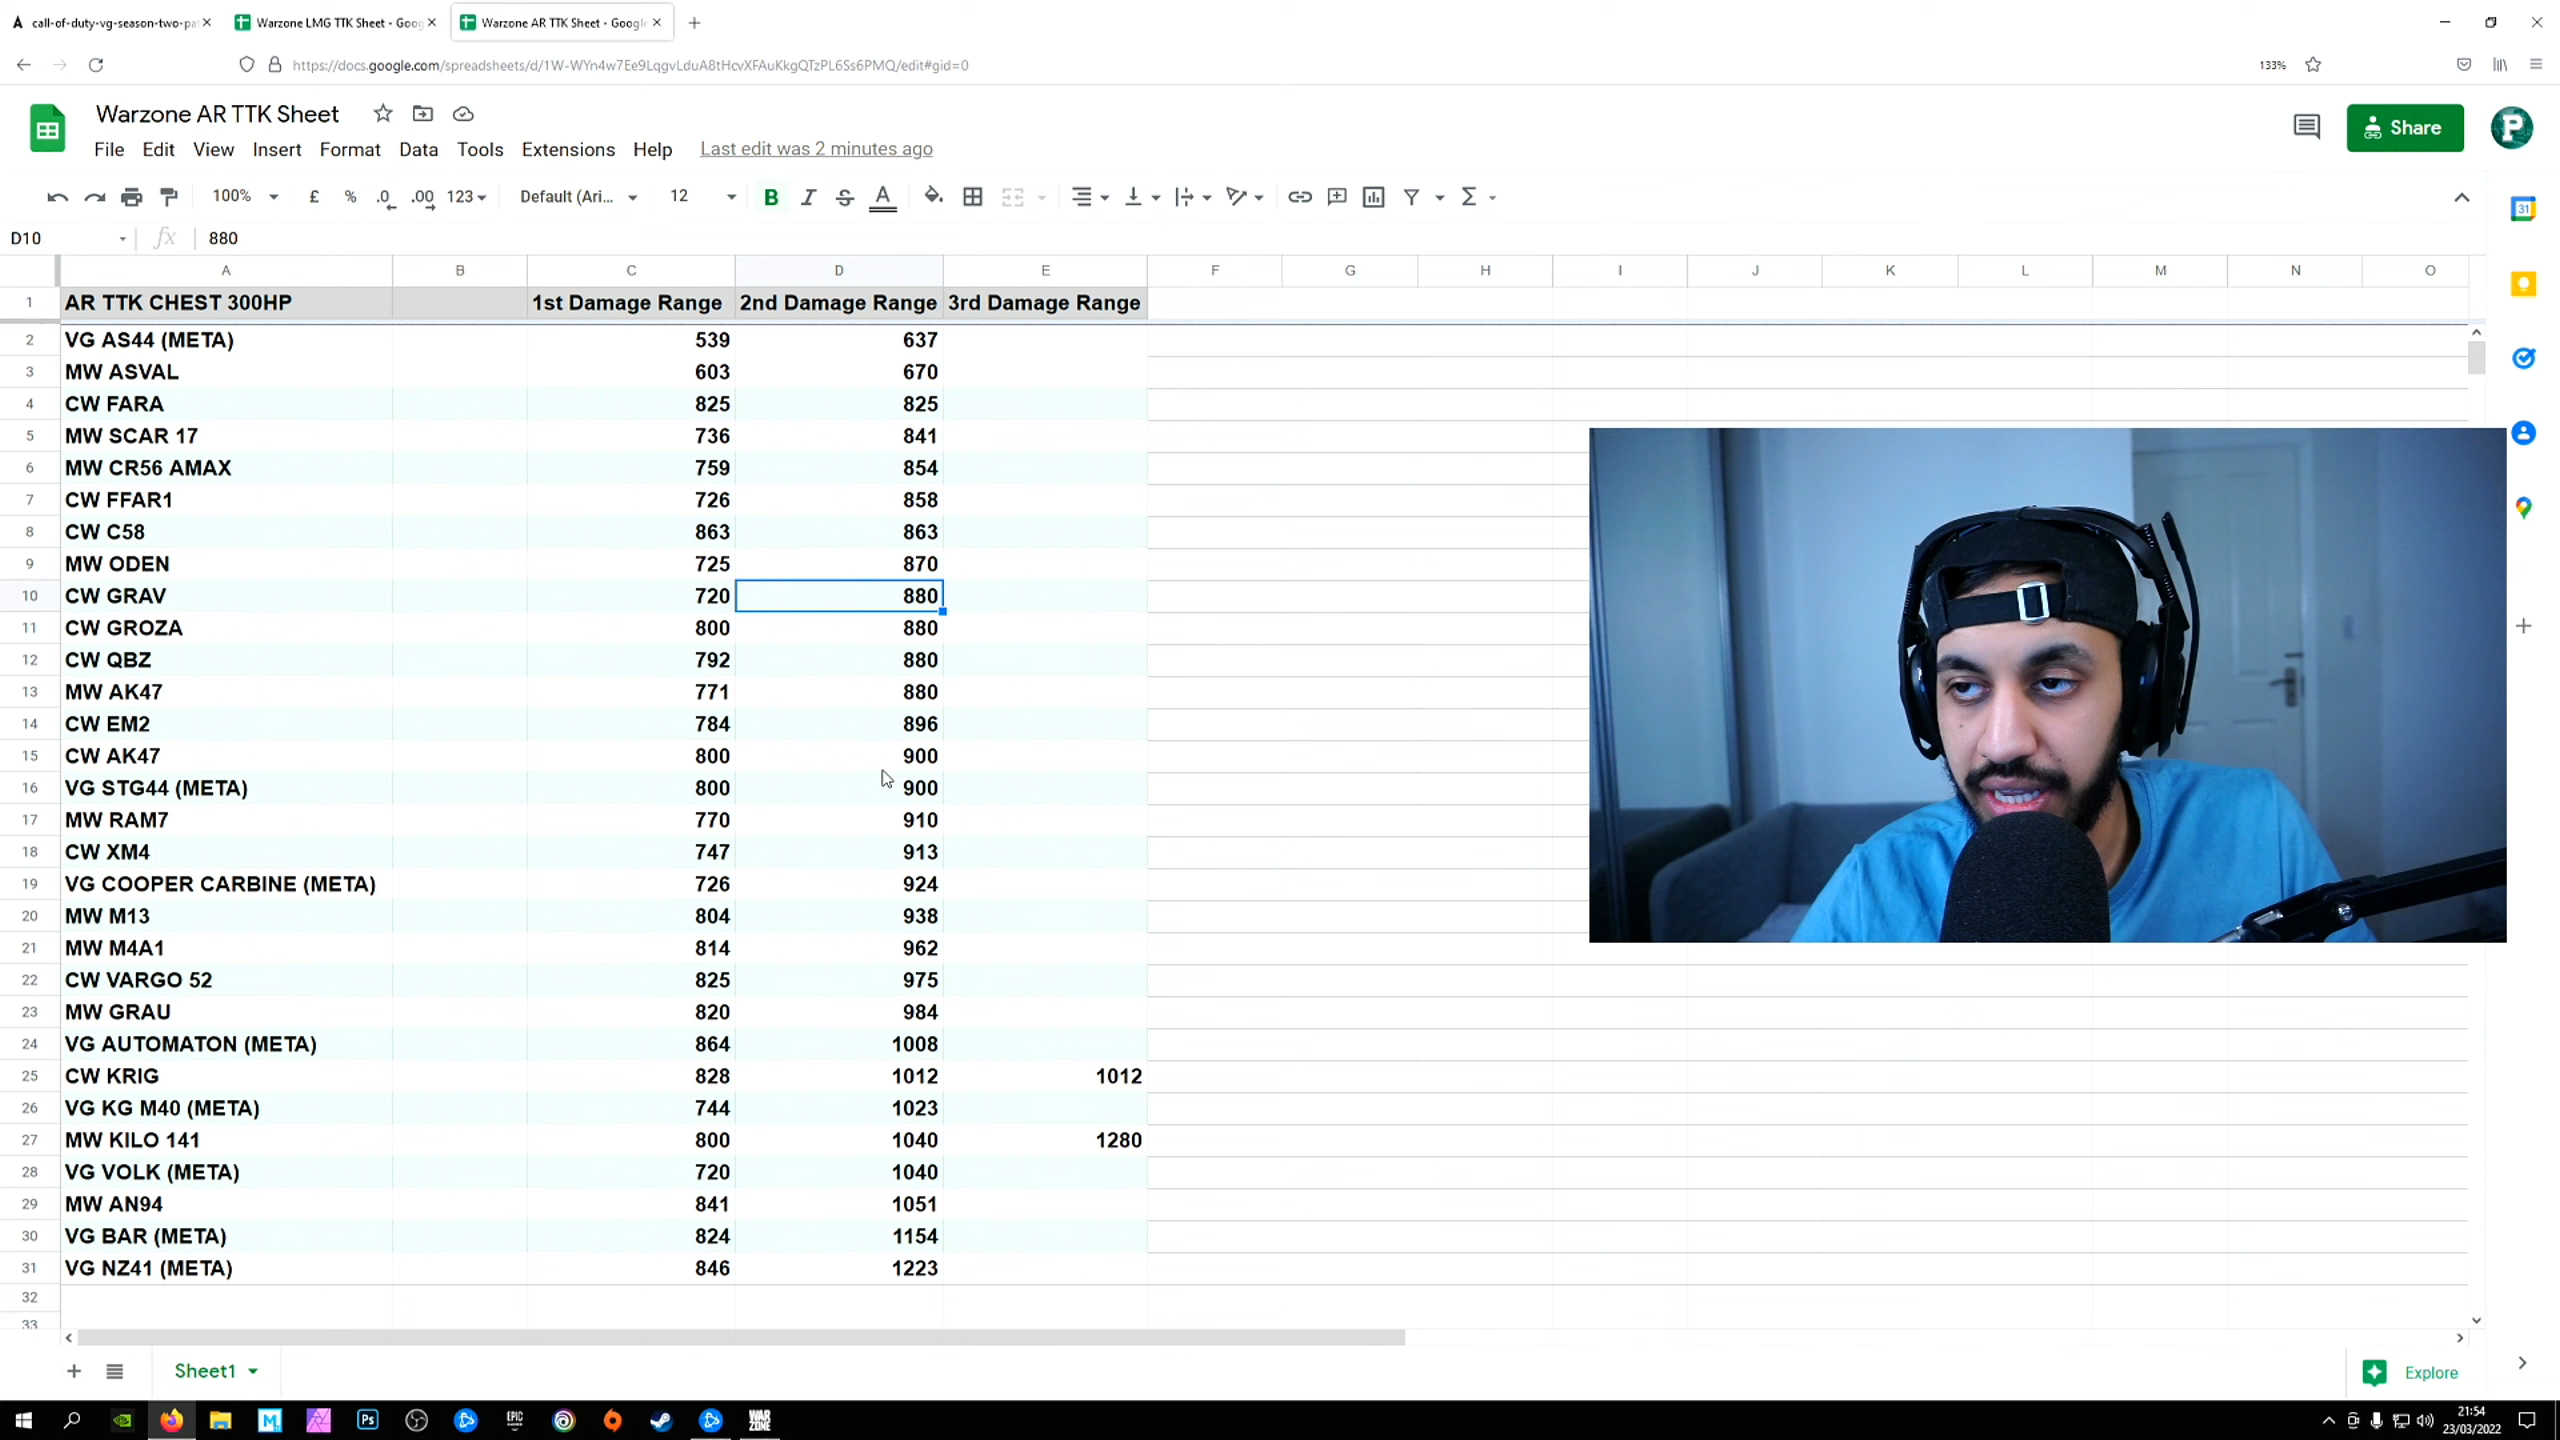 call-of-duty-vg-season-two-pa
Warzone LMG TTK Sheet - Goog
Warzone AR TTK Sheet - Google
https://docs.google.com/spreadsheets/d/1W-WYn4w7Ee9LqgvLduA8tHcvXFAuKkgQTzPL6Ss6PMQ/edit#gid=0
133%
Warzone AR TTK Sheet
Share
P
File Edit View Insert Format Data Tools Extensions Help Last edit was 2 minutes ago
100% £ % .0 .00 123 Default (Ari... 12 B I S A
31
D10 fx 880
A B C D E F G H I J K L M N O
1 AR TTK CHEST 300HP 1st Damage Range 2nd Damage Range 3rd Damage Range
2 VG AS44 (META) 539 637
3 MW ASVAL 603 670
4 CW FARA 825 825
5 MW SCAR 17 736 841
6 MW CR56 AMAX 759 854
7 CW FFAR1 726 858
8 CW C58 863 863
9 MW ODEN 725 870
10 CW GRAV 720 880
11 CW GROZA 800 880
12 CW QBZ 792 880
13 MW AK47 771 880
14 CW EM2 784 896
15 CW AK47 800 900
16 VG STG44 (META) 800 900
17 MW RAM7 770 910
18 CW XM4 747 913
19 VG COOPER CARBINE (META) 726 924
20 MW M13 804 938
21 MW M4A1 814 962
22 CW VARGO 52 825 975
23 MW GRAU 820 984
24 VG AUTOMATON (META) 864 1008
25 CW KRIG 828 1012 1012
26 VG KG M40 (META) 744 1023
27 MW KILO 141 800 1040 1280
28 VG VOLK (META) 720 1040
29 MW AN94 841 1051
30 VG BAR (META) 824 1154
31 VG NZ41 (META) 846 1223
32
33
Sheet1
Explore
M Ps EPIC GAMES WAR ZONE
21:54
23/03/2022